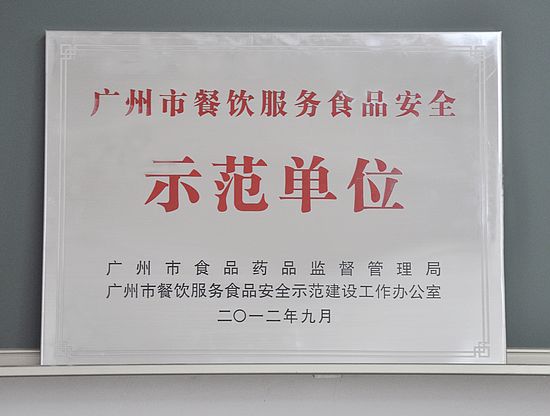 广州市餐饮服务食品安全
示范单位
广州市食品药品监督管理局
广州市餐饮服务食品安全示范建设工作办公室
二〇一二年九月